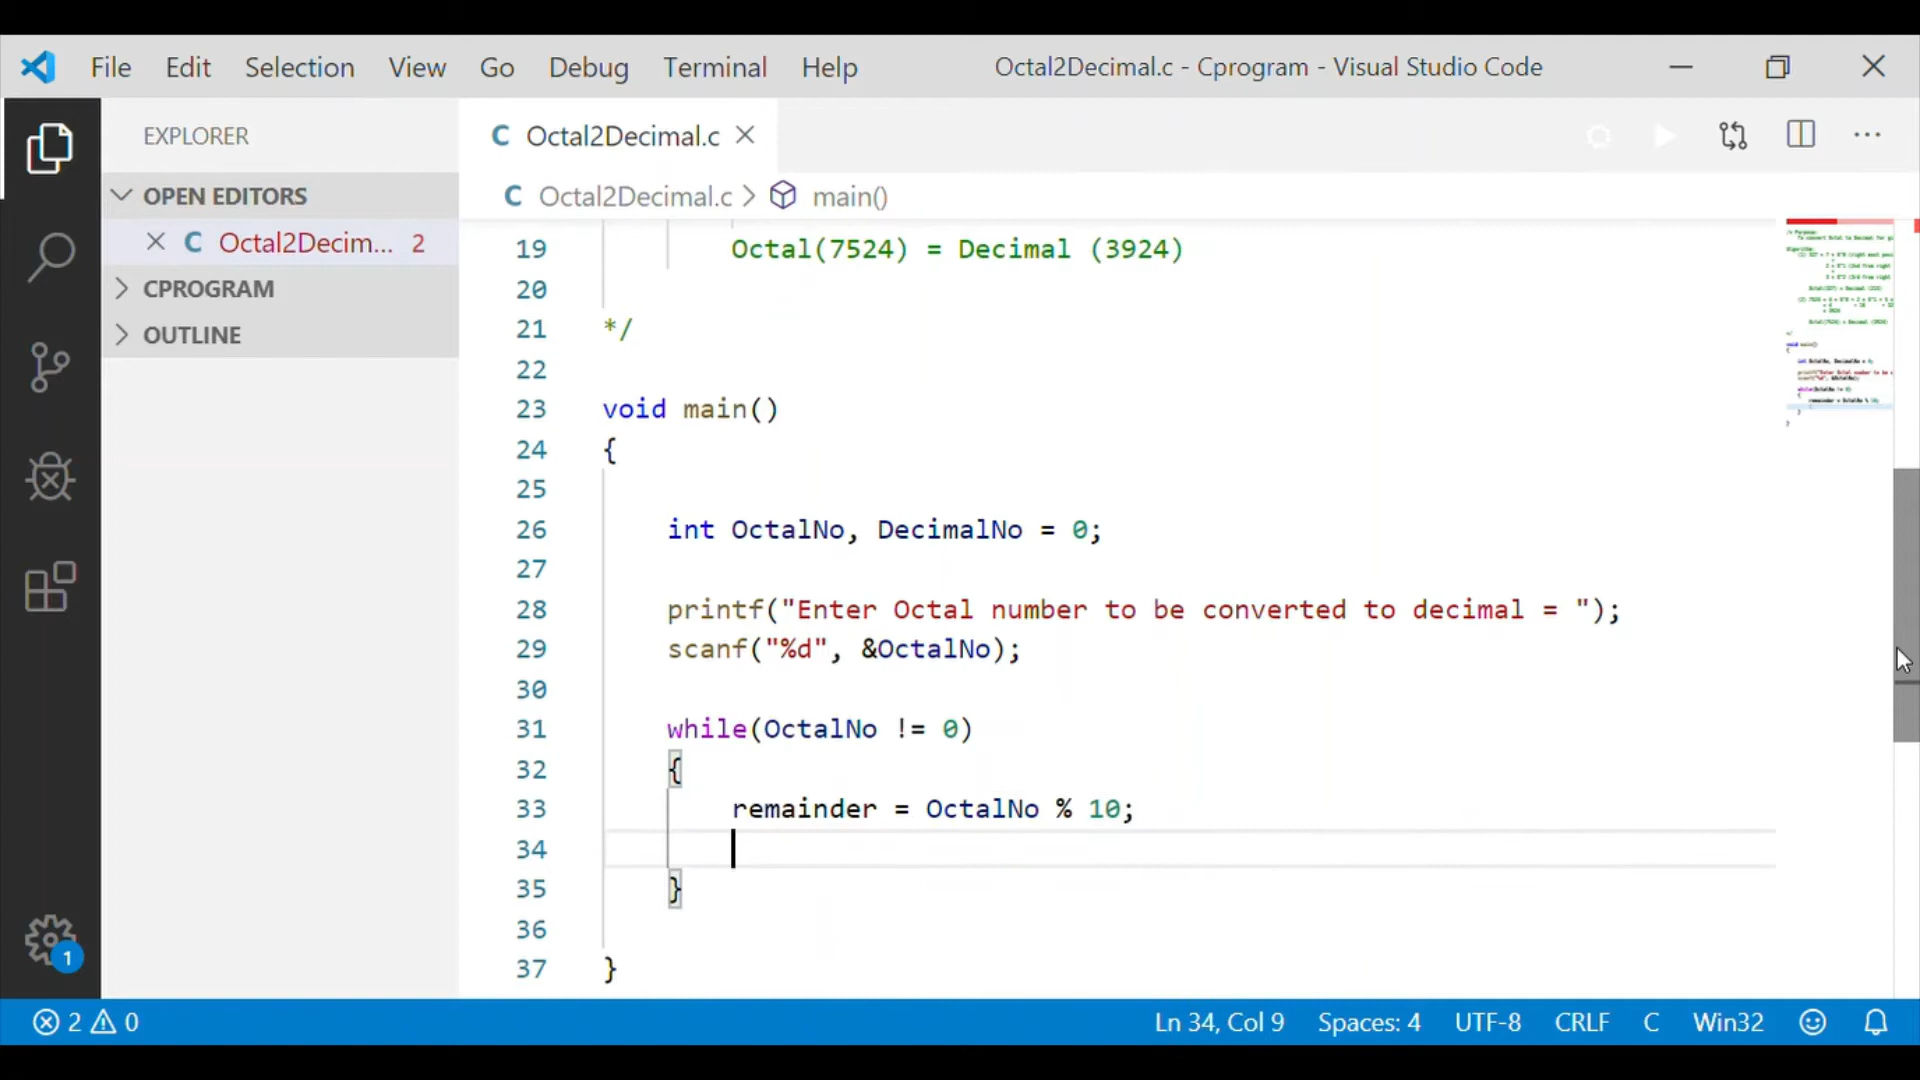 File Edit Selection View Go Debug Terminal Help Octal2Decimal.c - Cprogram - Visual Studio Code
EXPLORER
OPEN EDITORS
Octal2Decim... 2
CPROGRAM
OUTLINE
C Octal2Decimal.c
C Octal2Decimal.c > main()
19 Octal(7524) = Decimal (3924)
20
21 */
22
23 void main()
24 {
25
26 int OctalNo, DecimalNo = 0;
27
28 printf("Enter Octal number to be converted to decimal = ");
29 scanf("%d", &OctalNo);
30
31 while(OctalNo != 0)
32 {
33 remainder = OctalNo % 10;
34
35 }
36
37 }
1
2 0 Ln 34, Col 9 Spaces: 4 UTF-8 CRLF C Win32